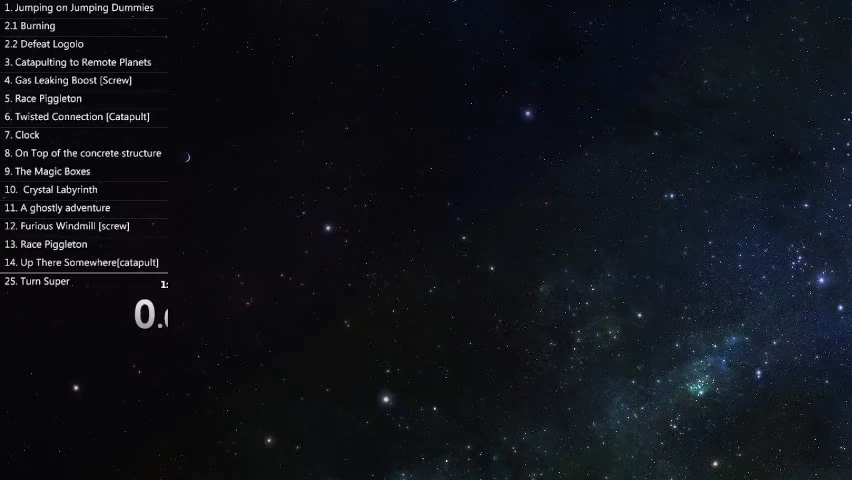 1. Jumping on Jumping Dummies
2.1 Burning
2.2 Defeat Logolo
3. Catapulting to Remote Planets
4. Gas Leaking Boost [Screw]
5. Race Piggleton
6. Twisted Connection [Catapult]
7. Clock
8. On Top of the concrete structure
9. The Magic Boxes
10. Crystal Labyrinth
11. A ghostly adventure
12. Furious Windmill [screw]
13. Race Piggleton
14. Up There Somewhere[catapult]
25. Turn Super
1:
0.